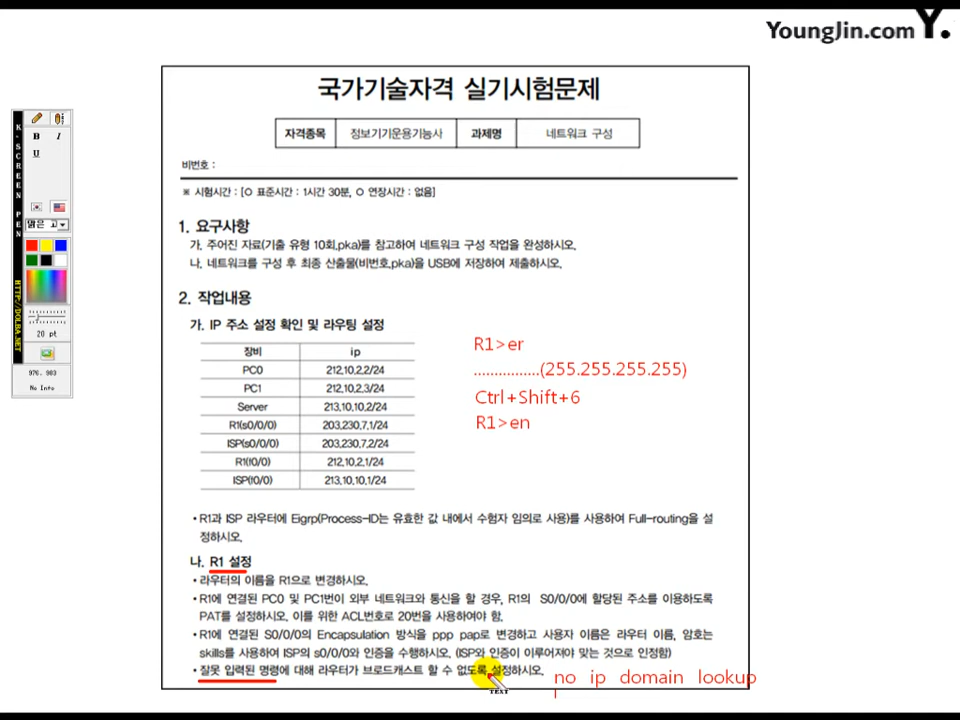 YoungJin.com Y.
국가기술자격 실기시험문제
자격종목 정보기기운용기능사 과제명 네트워크 구성
비번호 :
※ 시험시간 : [O 표준시간 : 1시간 30분, O 연장시간 : 없음]
1. 요구사항
가. 주어진 자료(기출 유형 10회.pka)를 참고하여 네트워크 구성 작업을 완성하시오.
나. 네트워크를 구성 후 최종 산출물(비번호.pka)을 USB에 저장하여 제출하시오.
2. 작업내용
가. IP 주소 설정 확인 및 라우팅 설정
장비 ip
PC0 212.10.2.2/24
PC1 212.10.2.3/24
Server 213.10.10.2/24
R1(s0/0/0) 203.230.7.1/24
ISP(s0/0/0) 203.230.7.2/24
R1(f0/0) 212.10.2.1/24
ISP(f0/0) 213.10.10.1/24
R1>er
................(255.255.255.255)
Ctrl+Shift+6
R1>en
• R1과 ISP 라우터에 Eigrp(Process-ID는 유효한 값 내에서 수험자 임의로 사용)를 사용하여 Full-routing을 설
정하시오.
나. R1 설정
• 라우터의 이름을 R1으로 변경하시오.
• R1에 연결된 PC0 및 PC1번이 외부 네트워크와 통신을 할 경우, R1의 S0/0/0에 할당된 주소를 이용하도록
PAT를 설정하시오. 이를 위한 ACL번호로 20번을 사용하여야 함.
• R1에 연결된 S0/0/0의 Encapsulation 방식을 ppp pap로 변경하고 사용자 이름은 라우터 이름, 암호는
skills를 사용하여 ISP의 s0/0/0와 인증을 수행하시오. (ISP와 인증이 이루어져야 맞는 것으로 인정함)
• 잘못 입력된 명령에 대해 라우터가 브로드캐스트 할 수 없도록 설정하시오.
no ip domain lookup
TEXT
K-SCREEN PEN
HTTP://DOLBA.NET
B I
U
맑은 고
20 pt
976, 903
No Info